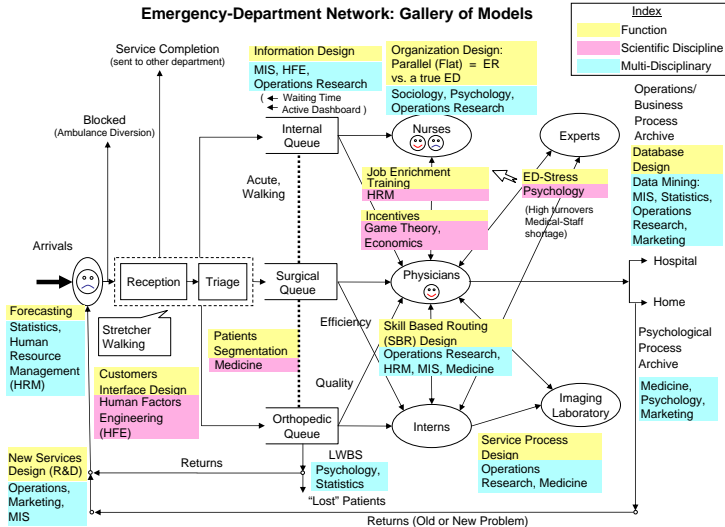 Emergency-Department Network: Gallery of Models
Index
Function
Scientific Discipline
Multi-Disciplinary
Service Completion
(sent to other department)
Information Design
MIS, HFE,
Operations Research
( Waiting Time
Active Dashboard )
Organization Design:
Parallel (Flat) = ER
vs. a true ED
Sociology, Psychology,
Operations Research
Operations/
Business
Process
Archive
Database
Design
Data Mining:
MIS, Statistics,
Operations
Research,
Marketing
Blocked
(Ambulance Diversion)
Internal
Queue
Nurses
Experts
Acute,
Walking
Job Enrichment
Training
HRM
ED-Stress
Psychology
(High turnovers
Medical-Staff
shortage)
Incentives
Game Theory,
Economics
Arrivals
Reception
Triage
Surgical
Queue
Physicians
Hospital
Home
Forecasting
Statistics,
Human
Resource
Management
(HRM)
Stretcher
Walking
Patients
Segmentation
Medicine
Efficiency
Skill Based Routing
(SBR) Design
Operations Research,
HRM, MIS, Medicine
Psychological
Process
Archive
Medicine,
Psychology,
Marketing
Customers
Interface Design
Human Factors
Engineering
(HFE)
Quality
Orthopedic
Queue
Interns
Imaging
Laboratory
New Services
Design (R&D)
Operations,
Marketing,
MIS
Returns
LWBS
Psychology,
Statistics
"Lost" Patients
Service Process
Design
Operations
Research, Medicine
Returns (Old or New Problem)